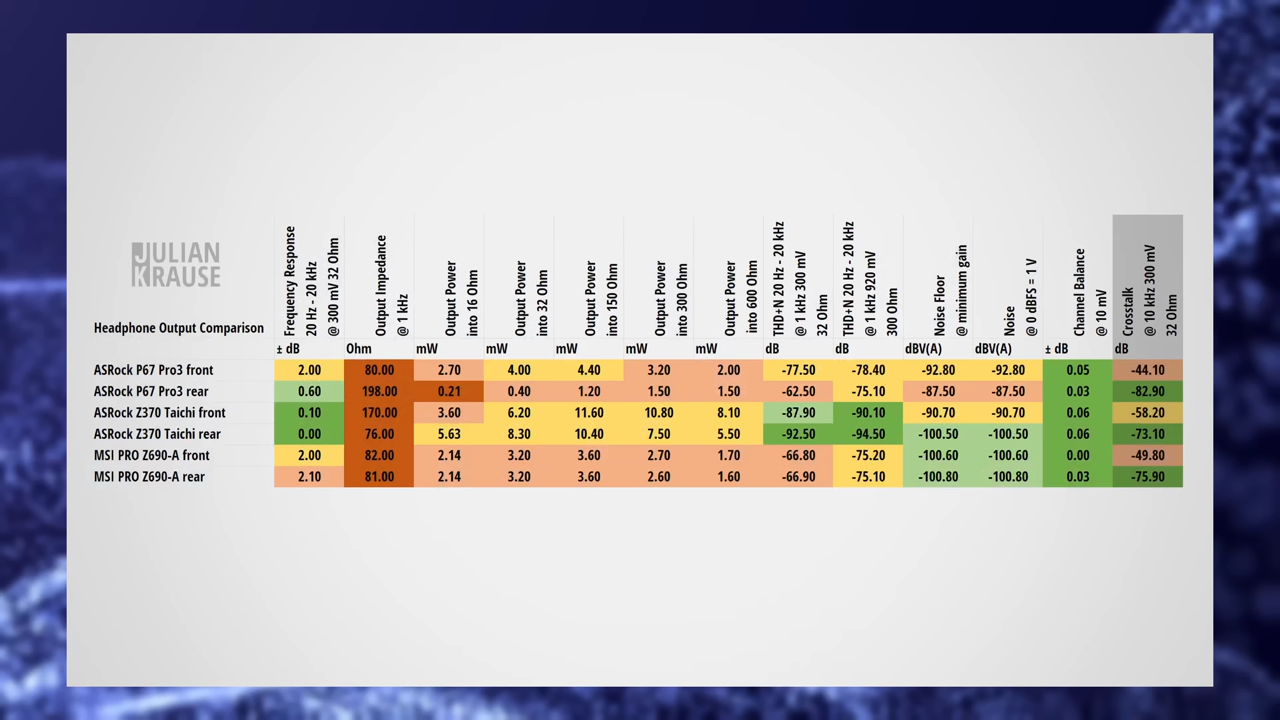 JULIAN
KRAUSE
Headphone Output Comparison
Frequency Response
20 Hz - 20 kHz
@ 300 mV 32 Ohm
Output Impedance
@ 1 kHz
Output Power
into 16 Ohm
Output Power
into 32 Ohm
Output Power
into 150 Ohm
Output Power
into 300 Ohm
Output Power
into 600 Ohm
THD+N 20 Hz - 20 kHz
@ 1 kHz 300 mV
32 Ohm
THD+N 20 Hz - 20 kHz
@ 1 kHz 9220 mV
300 Ohm
Noise Floor
@ minimum gain
Noise
@ 0 dBFS = 1 V
Channel Balance
@ 10 mV
Crosstalk
@ 10 kHz 300 mV
32 Ohm
± dB Ohm mW mW mW mW mW dB dB dBV(A) dBV(A) ± dB dB
ASRock P67 Pro3 front 2.00 80.00 2.70 4.00 4.40 3.20 2.00 -77.50 -78.40 -92.80 -92.80 0.05 -44.10
ASRock P67 Pro3 rear 0.60 198.00 0.21 0.40 1.20 1.50 1.50 -62.50 -75.10 -87.50 -87.50 0.03 -82.90
ASRock Z370 Taichi front 0.10 170.00 3.60 6.20 11.60 10.80 8.10 -87.90 -90.10 -90.70 -90.70 0.06 -58.20
ASRock Z370 Taichi rear 0.00 76.00 5.63 8.30 10.40 7.50 5.50 -92.50 -94.50 -100.50 -100.50 0.06 -73.10
MSI PRO Z690-A front 2.00 82.00 2.14 3.20 3.60 2.70 1.70 -66.80 -75.20 -100.60 -100.60 0.00 -49.80
MSI PRO Z690-A rear 2.10 81.00 2.14 3.20 3.60 2.60 1.60 -66.90 -75.10 -100.80 -100.80 0.03 -75.90